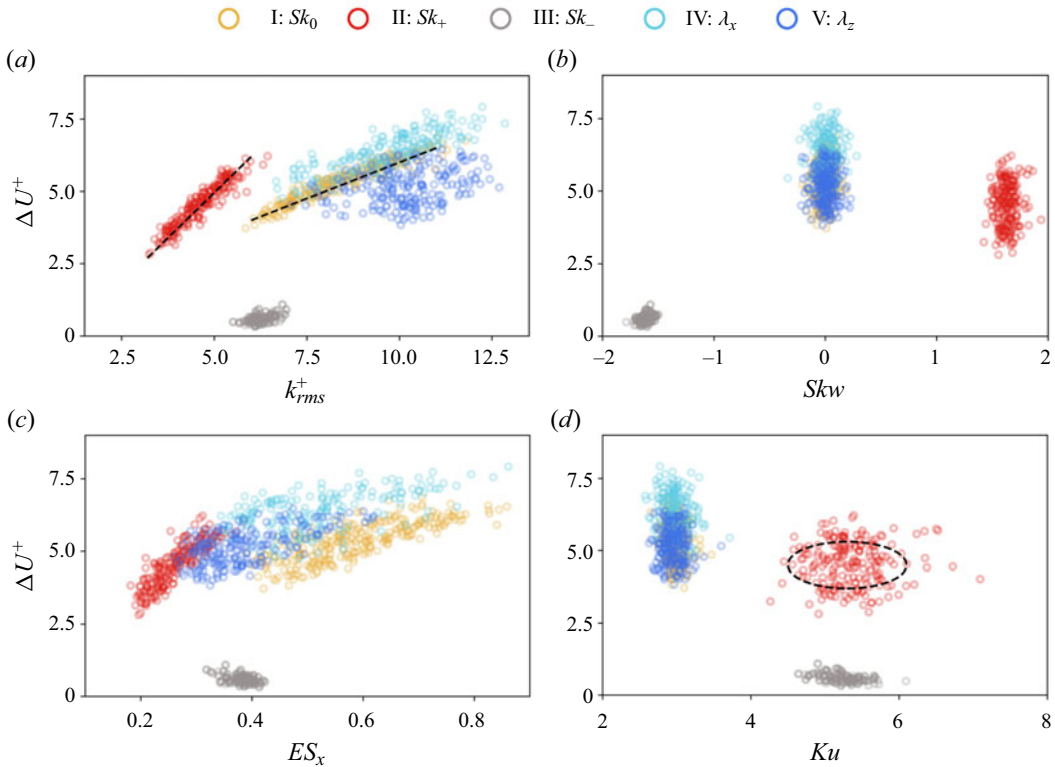 I: Sk₀ II: Sk₊ III: Sk₋ IV: λₓ V: λ_z
(a) (b)
7.5 7.5
ΔU⁺ 5.0 5.0
2.5 2.5
0 0
2.5 5.0 7.5 10.0 12.5 −2 −1 0 1 2
k⁺ᵣₘₛ Skw
(c) (d)
7.5 7.5
ΔU⁺ 5.0 5.0
2.5 2.5
0 0
0.2 0.4 0.6 0.8 2 4 6 8
ESₓ Ku